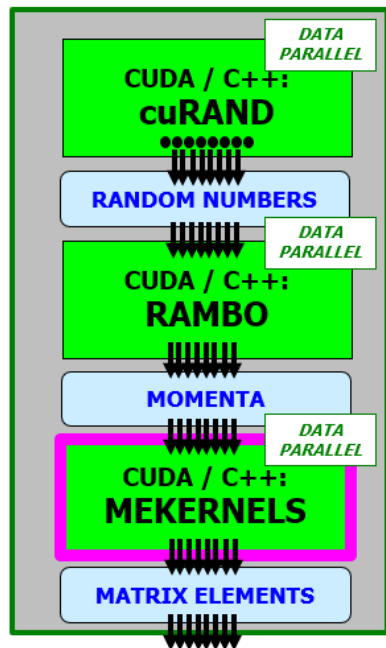 DATA
PARALLEL
CUDA / C++:
cuRAND
RANDOM NUMBERS
DATA
PARALLEL
CUDA / C++:
RAMBO
MOMENTA
DATA
PARALLEL
CUDA / C++:
MEKERNELS
MATRIX ELEMENTS